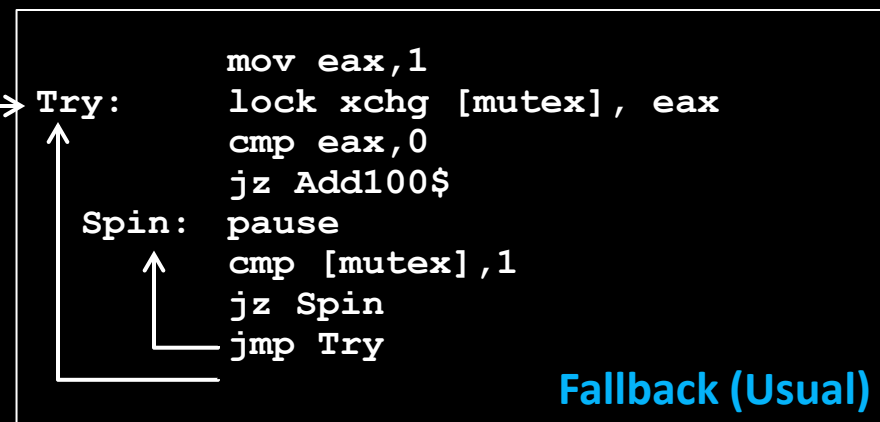 mov eax,1
Try: lock xchg [mutex], eax
cmp eax,0
jz Add100$
Spin: pause
cmp [mutex],1
jz Spin
jmp Try
Fallback (Usual)